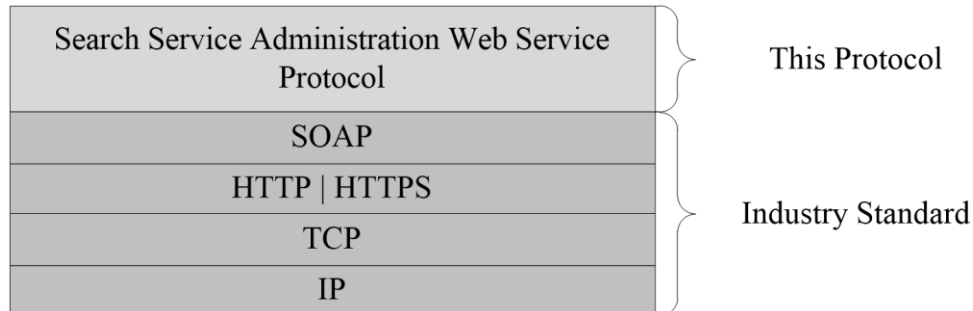 Search Service Administration Web Service
Protocol
This Protocol
SOAP
HTTP | HTTPS
TCP
IP
Industry Standard